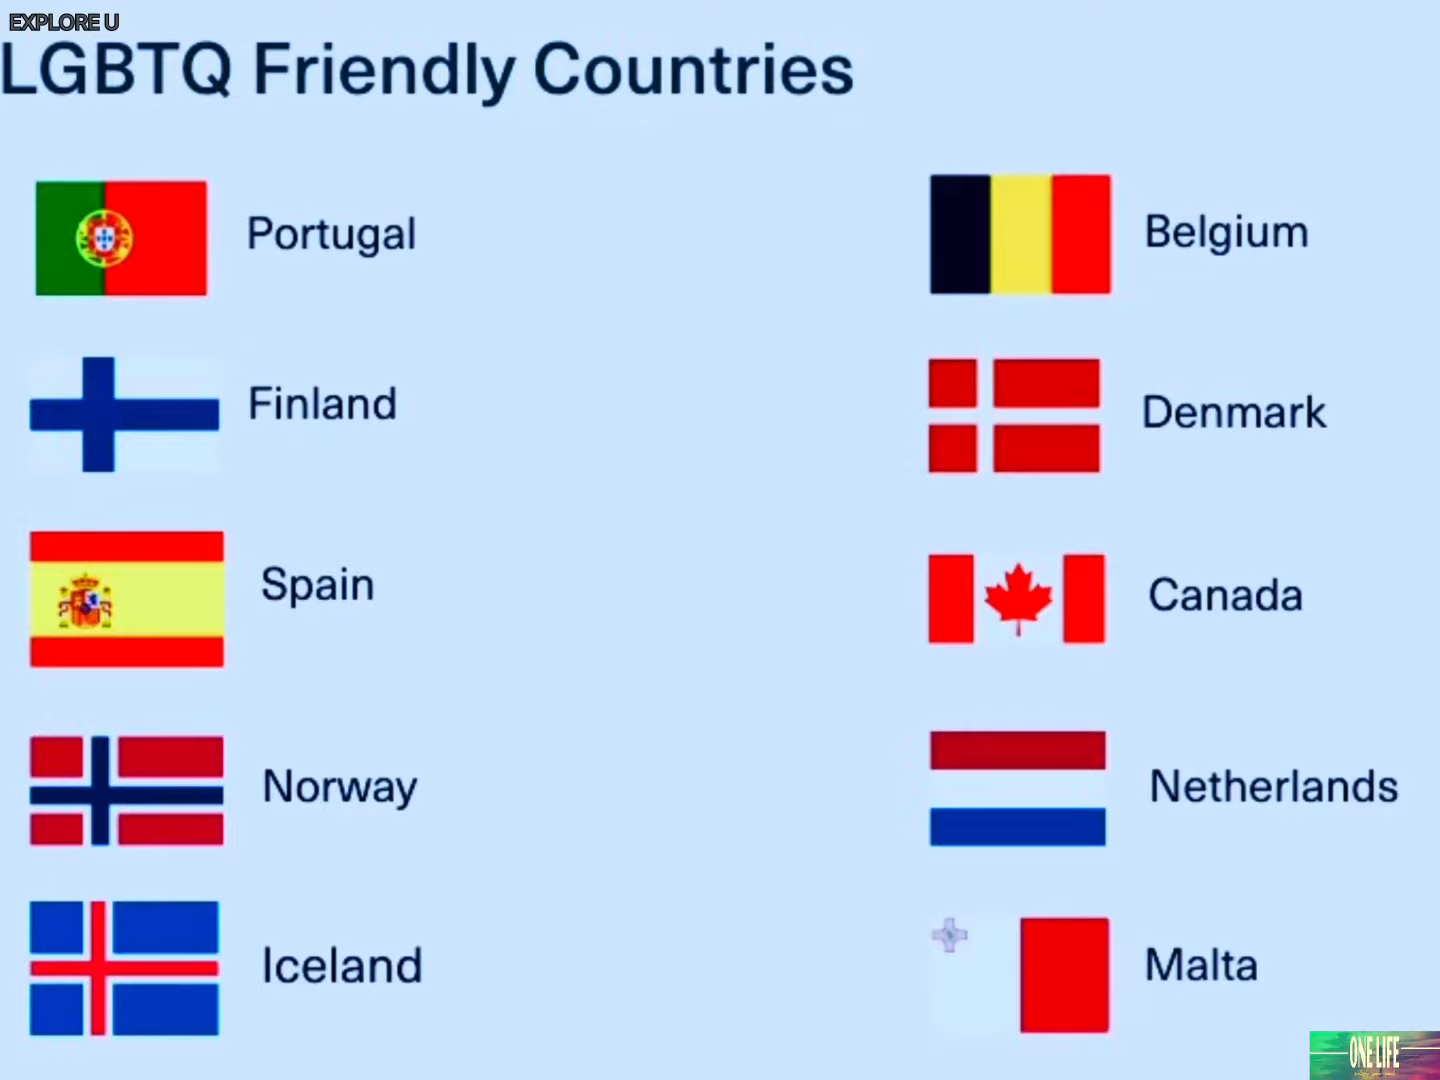 EXPLORE U
LGBTQ Friendly Countries
Portugal
Finland
Spain
Norway
Iceland
Belgium
Denmark
Canada
Netherlands
Malta
ONE LIFE